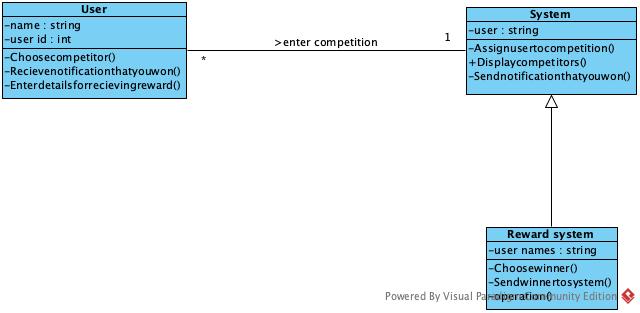 User
-name : string
-user id : int
-Choosecompetitor()
-Recievenotificationthatyouwon()
-Enterdetailsforrecievingreward()
>enter competition
*
1
System
-user : string
-Assignusertocompetition()
+Displaycompetitors()
-Sendnotificationthatyouwon()
Reward system
-user names : string
-Choosewinner()
-Sendwinnertosystem()
-operation()
Powered By Visual Paradigm Community Edition